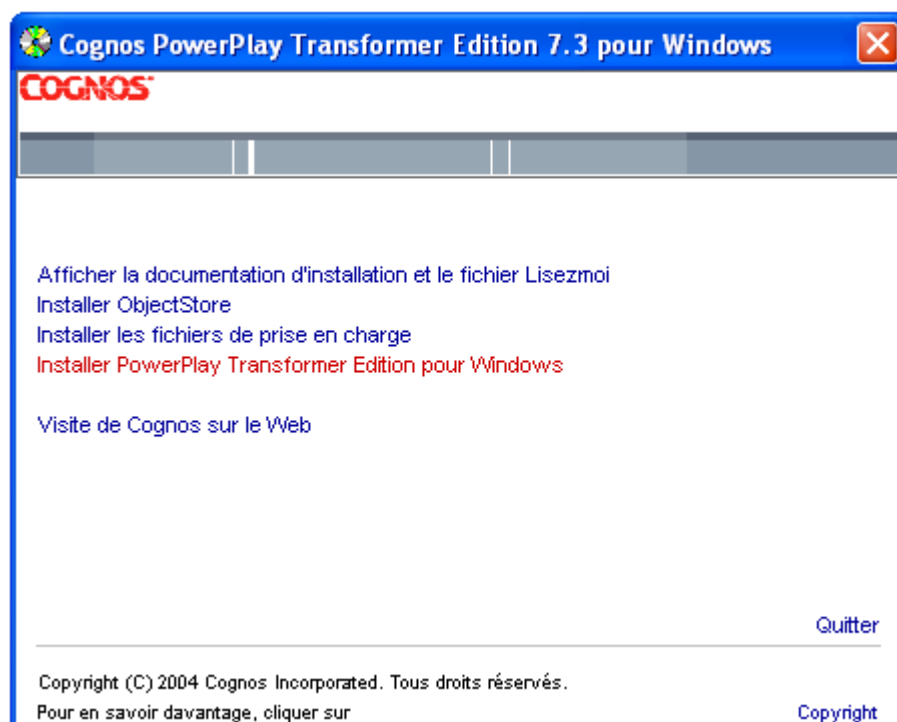 Cognos PowerPlay Transformer Edition 7.3 pour Windows
COGNOS
Afficher la documentation d'installation et le fichier Lisezmoi
Installer ObjectStore
Installer les fichiers de prise en charge
Installer PowerPlay Transformer Edition pour Windows
Visite de Cognos sur le Web
Quitter
Copyright (C) 2004 Cognos Incorporated. Tous droits réservés.
Pour en savoir davantage, cliquer sur Copyright